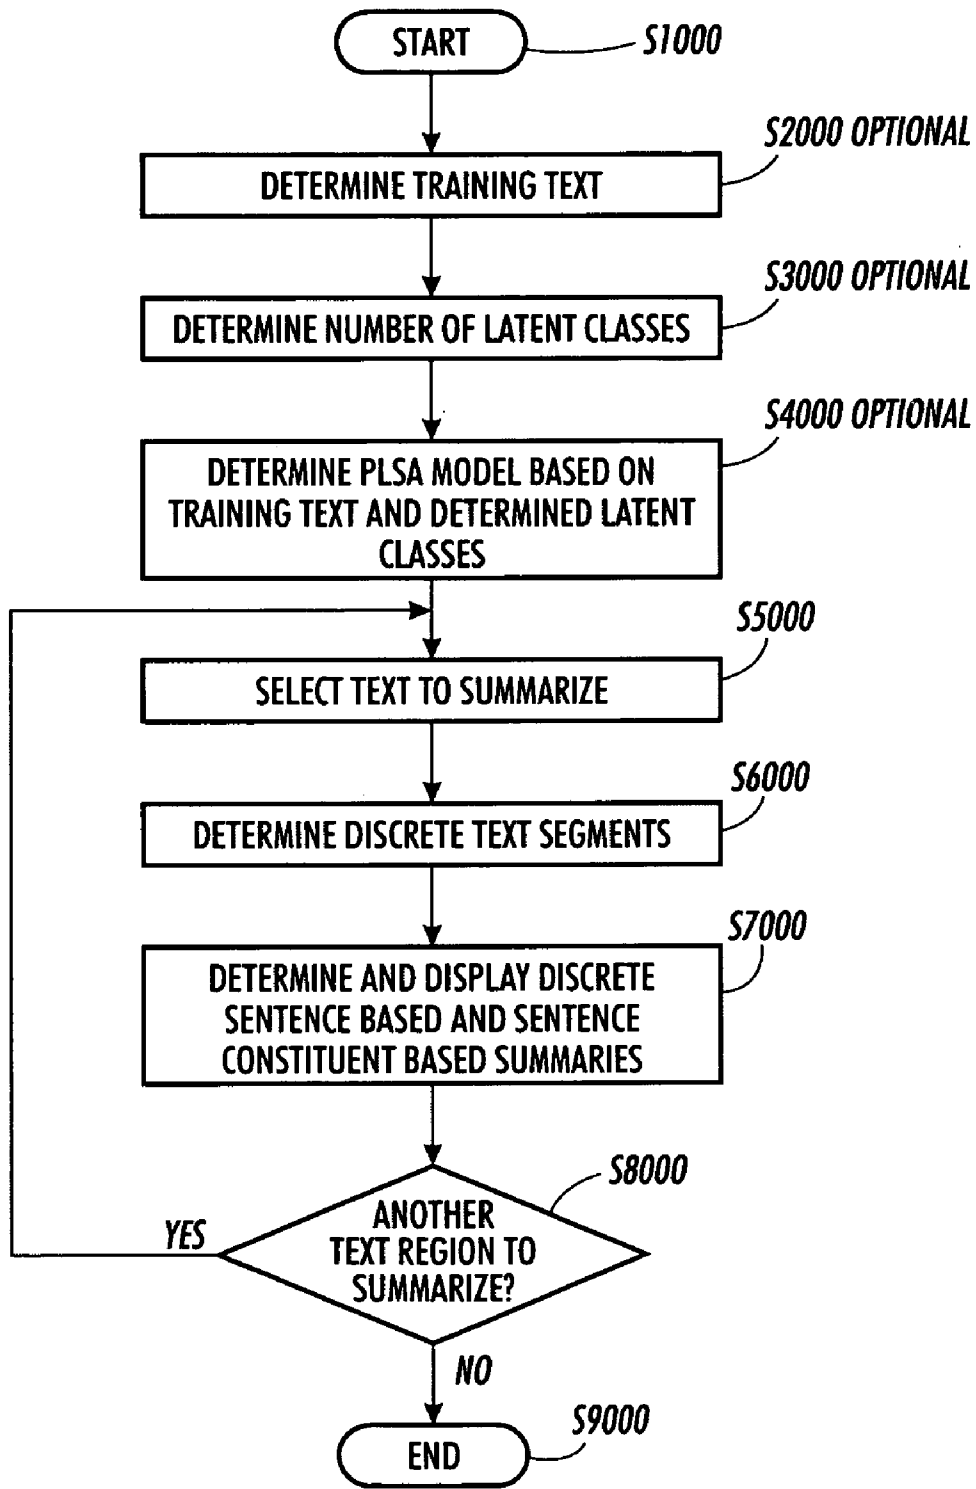 START
S1000
S2000 OPTIONAL
DETERMINE TRAINING TEXT
S3000 OPTIONAL
DETERMINE NUMBER OF LATENT CLASSES
S4000 OPTIONAL
DETERMINE PLSA MODEL BASED ON
TRAINING TEXT AND DETERMINED LATENT
CLASSES
S5000
SELECT TEXT TO SUMMARIZE
S6000
DETERMINE DISCRETE TEXT SEGMENTS
S7000
DETERMINE AND DISPLAY DISCRETE
SENTENCE BASED AND SENTENCE
CONSTITUENT BASED SUMMARIES
S8000
ANOTHER
TEXT REGION TO
SUMMARIZE?
YES
NO
S9000
END